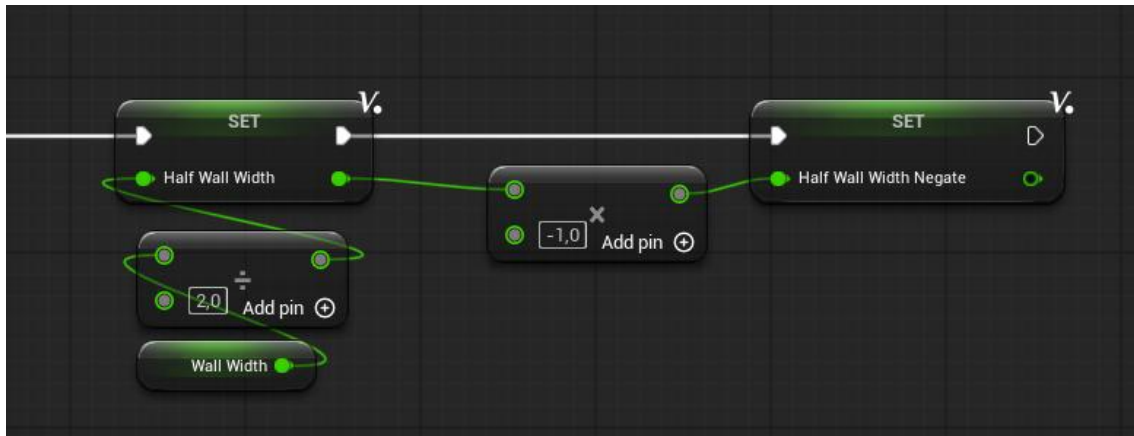 V.
V.
SET
SET
Half Wall Width
Half Wall Width Negate
×
-1,0
Add pin
÷
2,0
Add pin
Wall Width